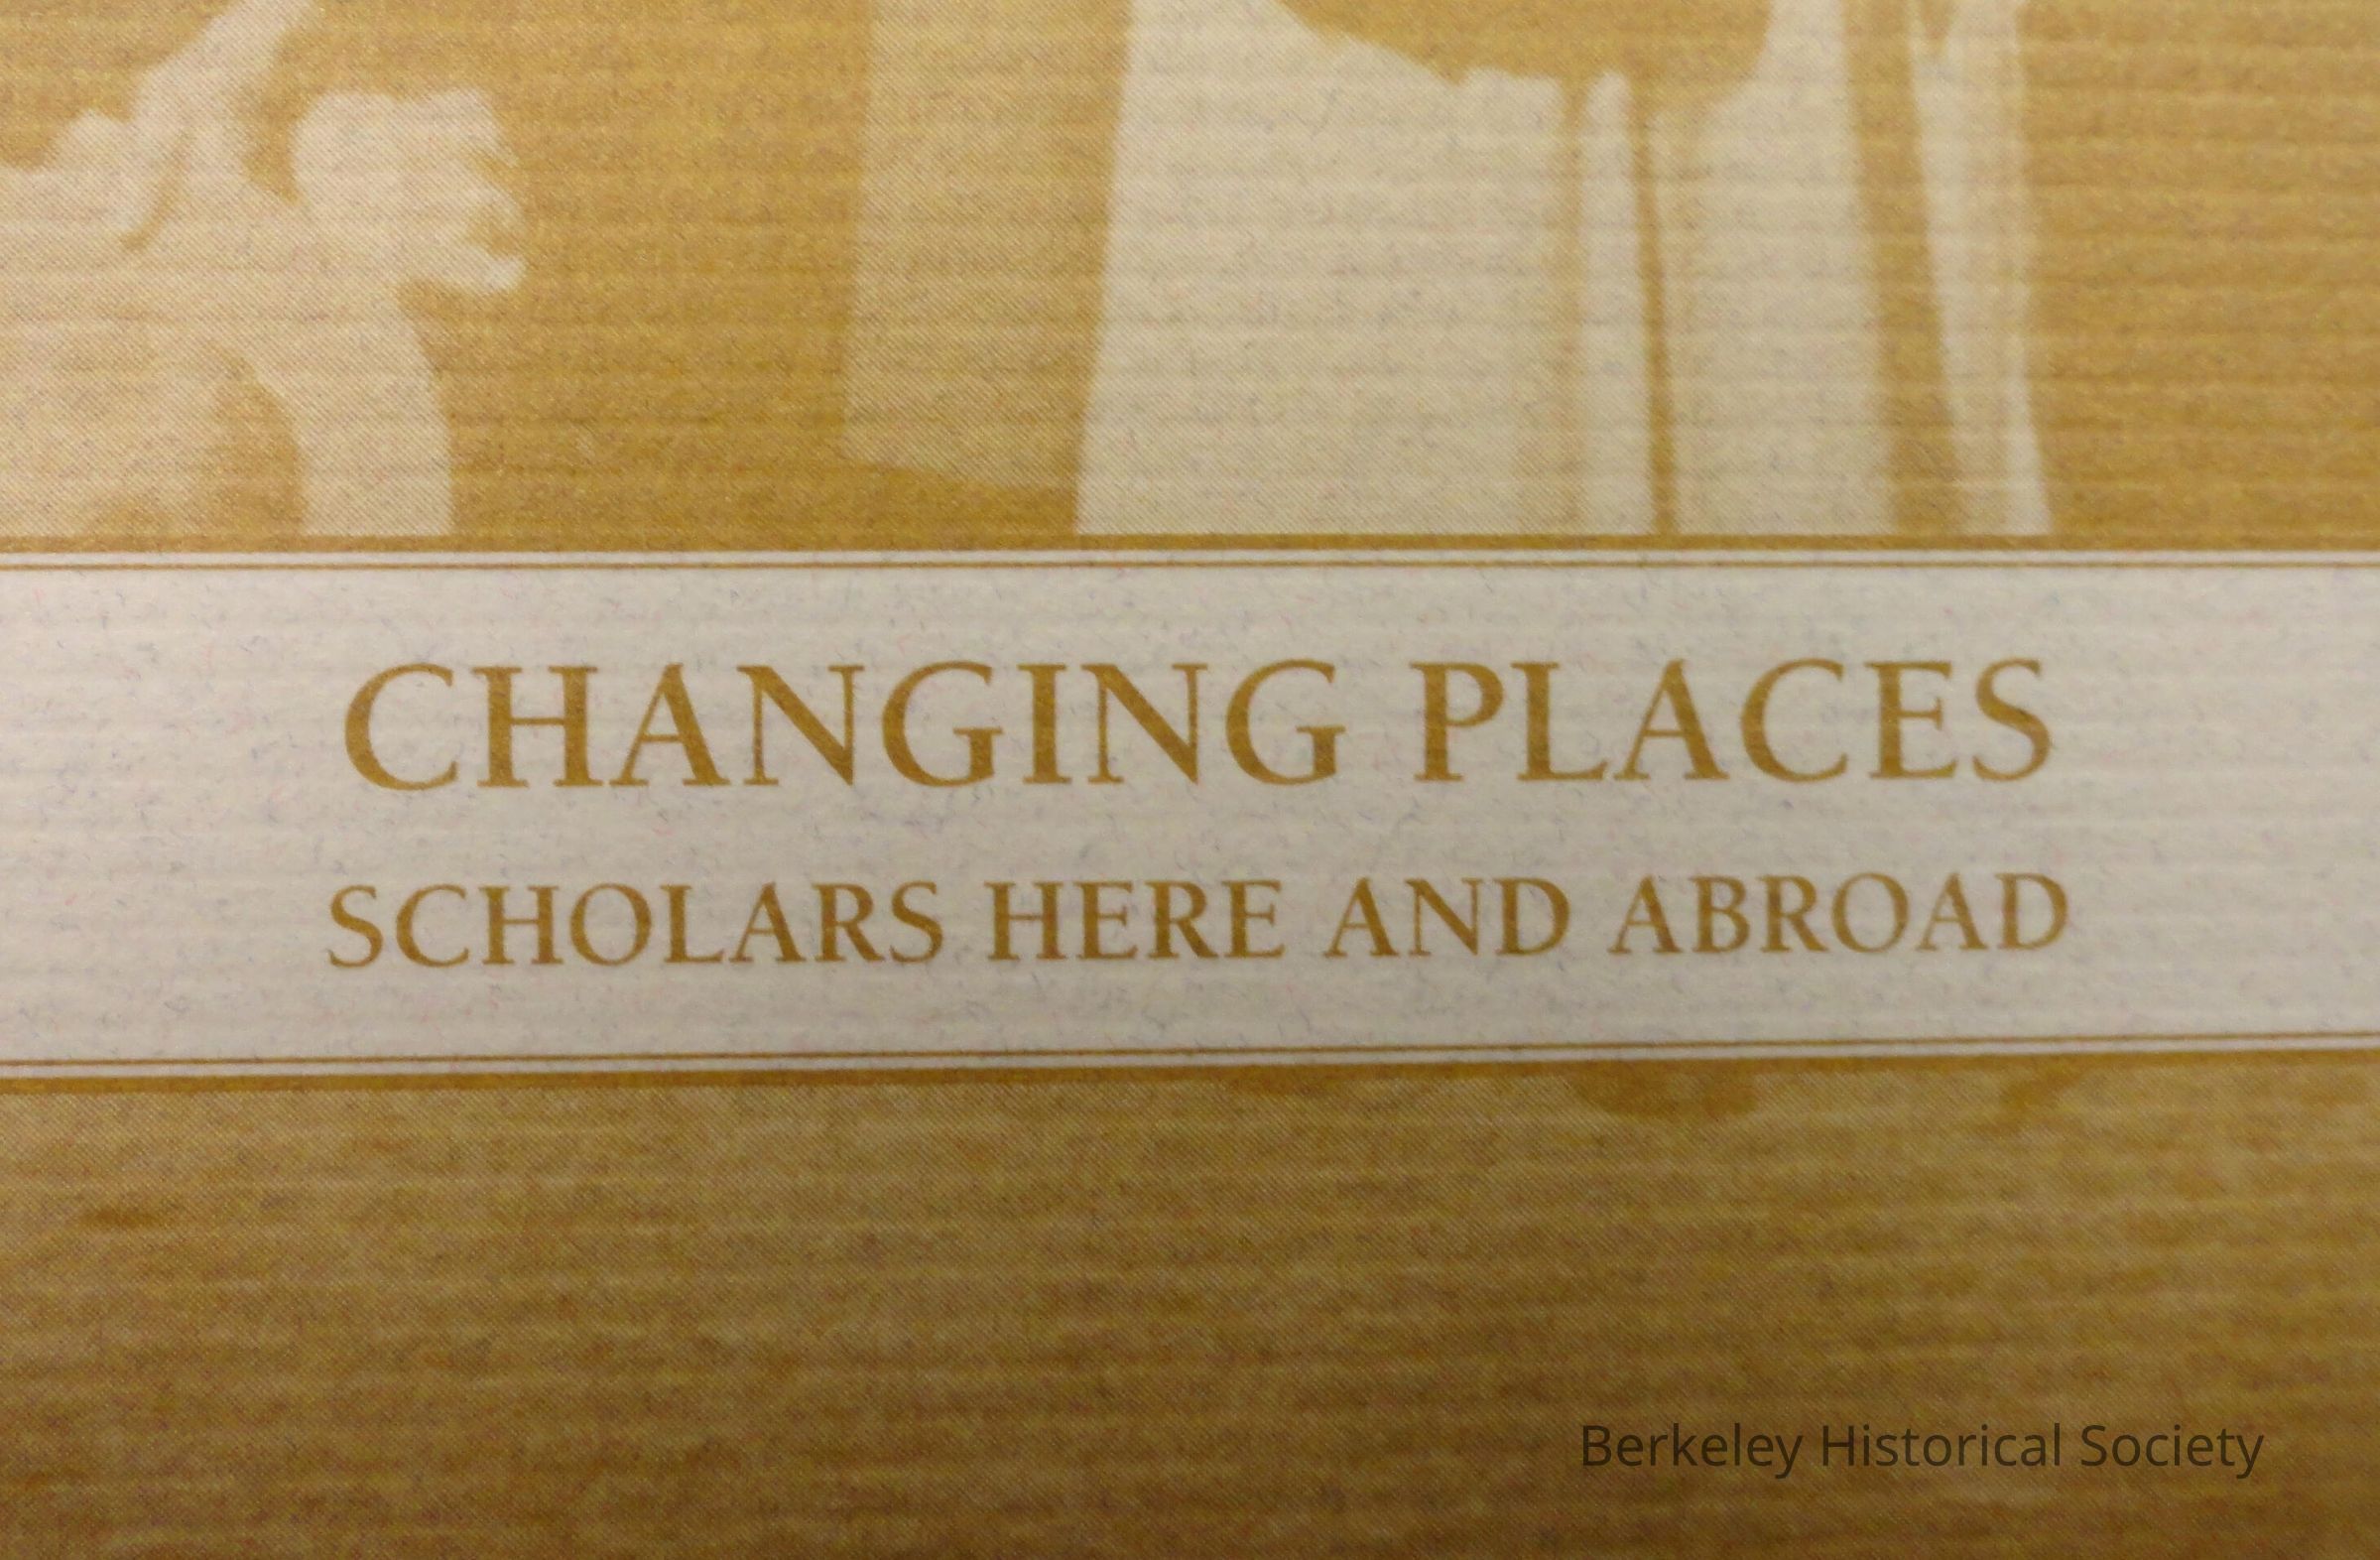 CHANGING PLACES
SCHOLARS HERE AND ABROAD
Berkeley Historical Society